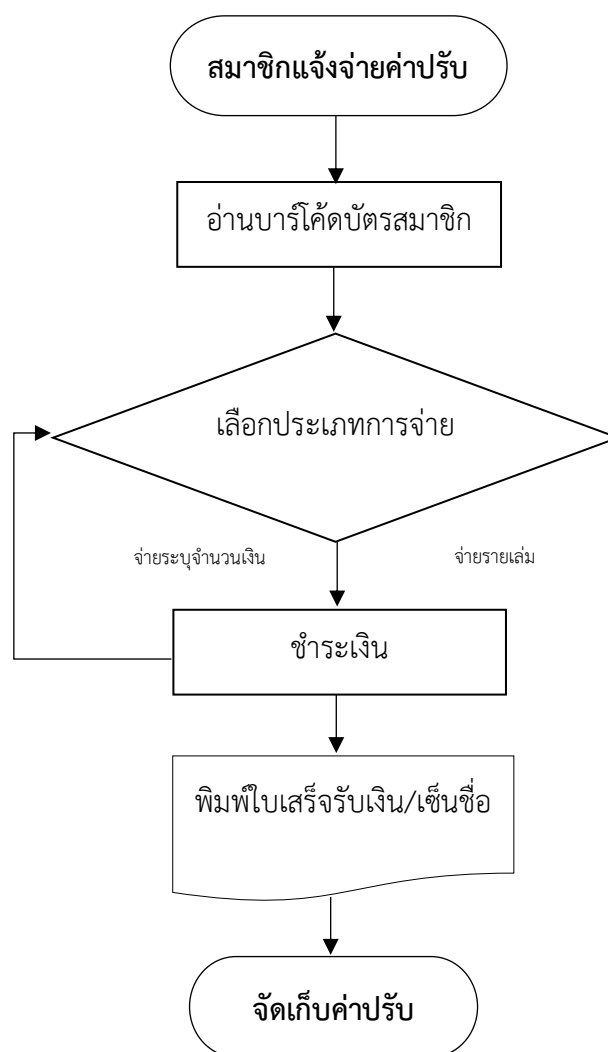 สมาชิกแจ้งจ่ายค่าปรับ
อ่านบาร์โค้ดบัตรสมาชิก
เลือกประเภทการจ่าย
จ่ายระบุจำนวนเงิน
จ่ายรายเล่ม
ชำระเงิน
พิมพ์ใบเสร็จรับเงิน/เซ็นชื่อ
จัดเก็บค่าปรับ